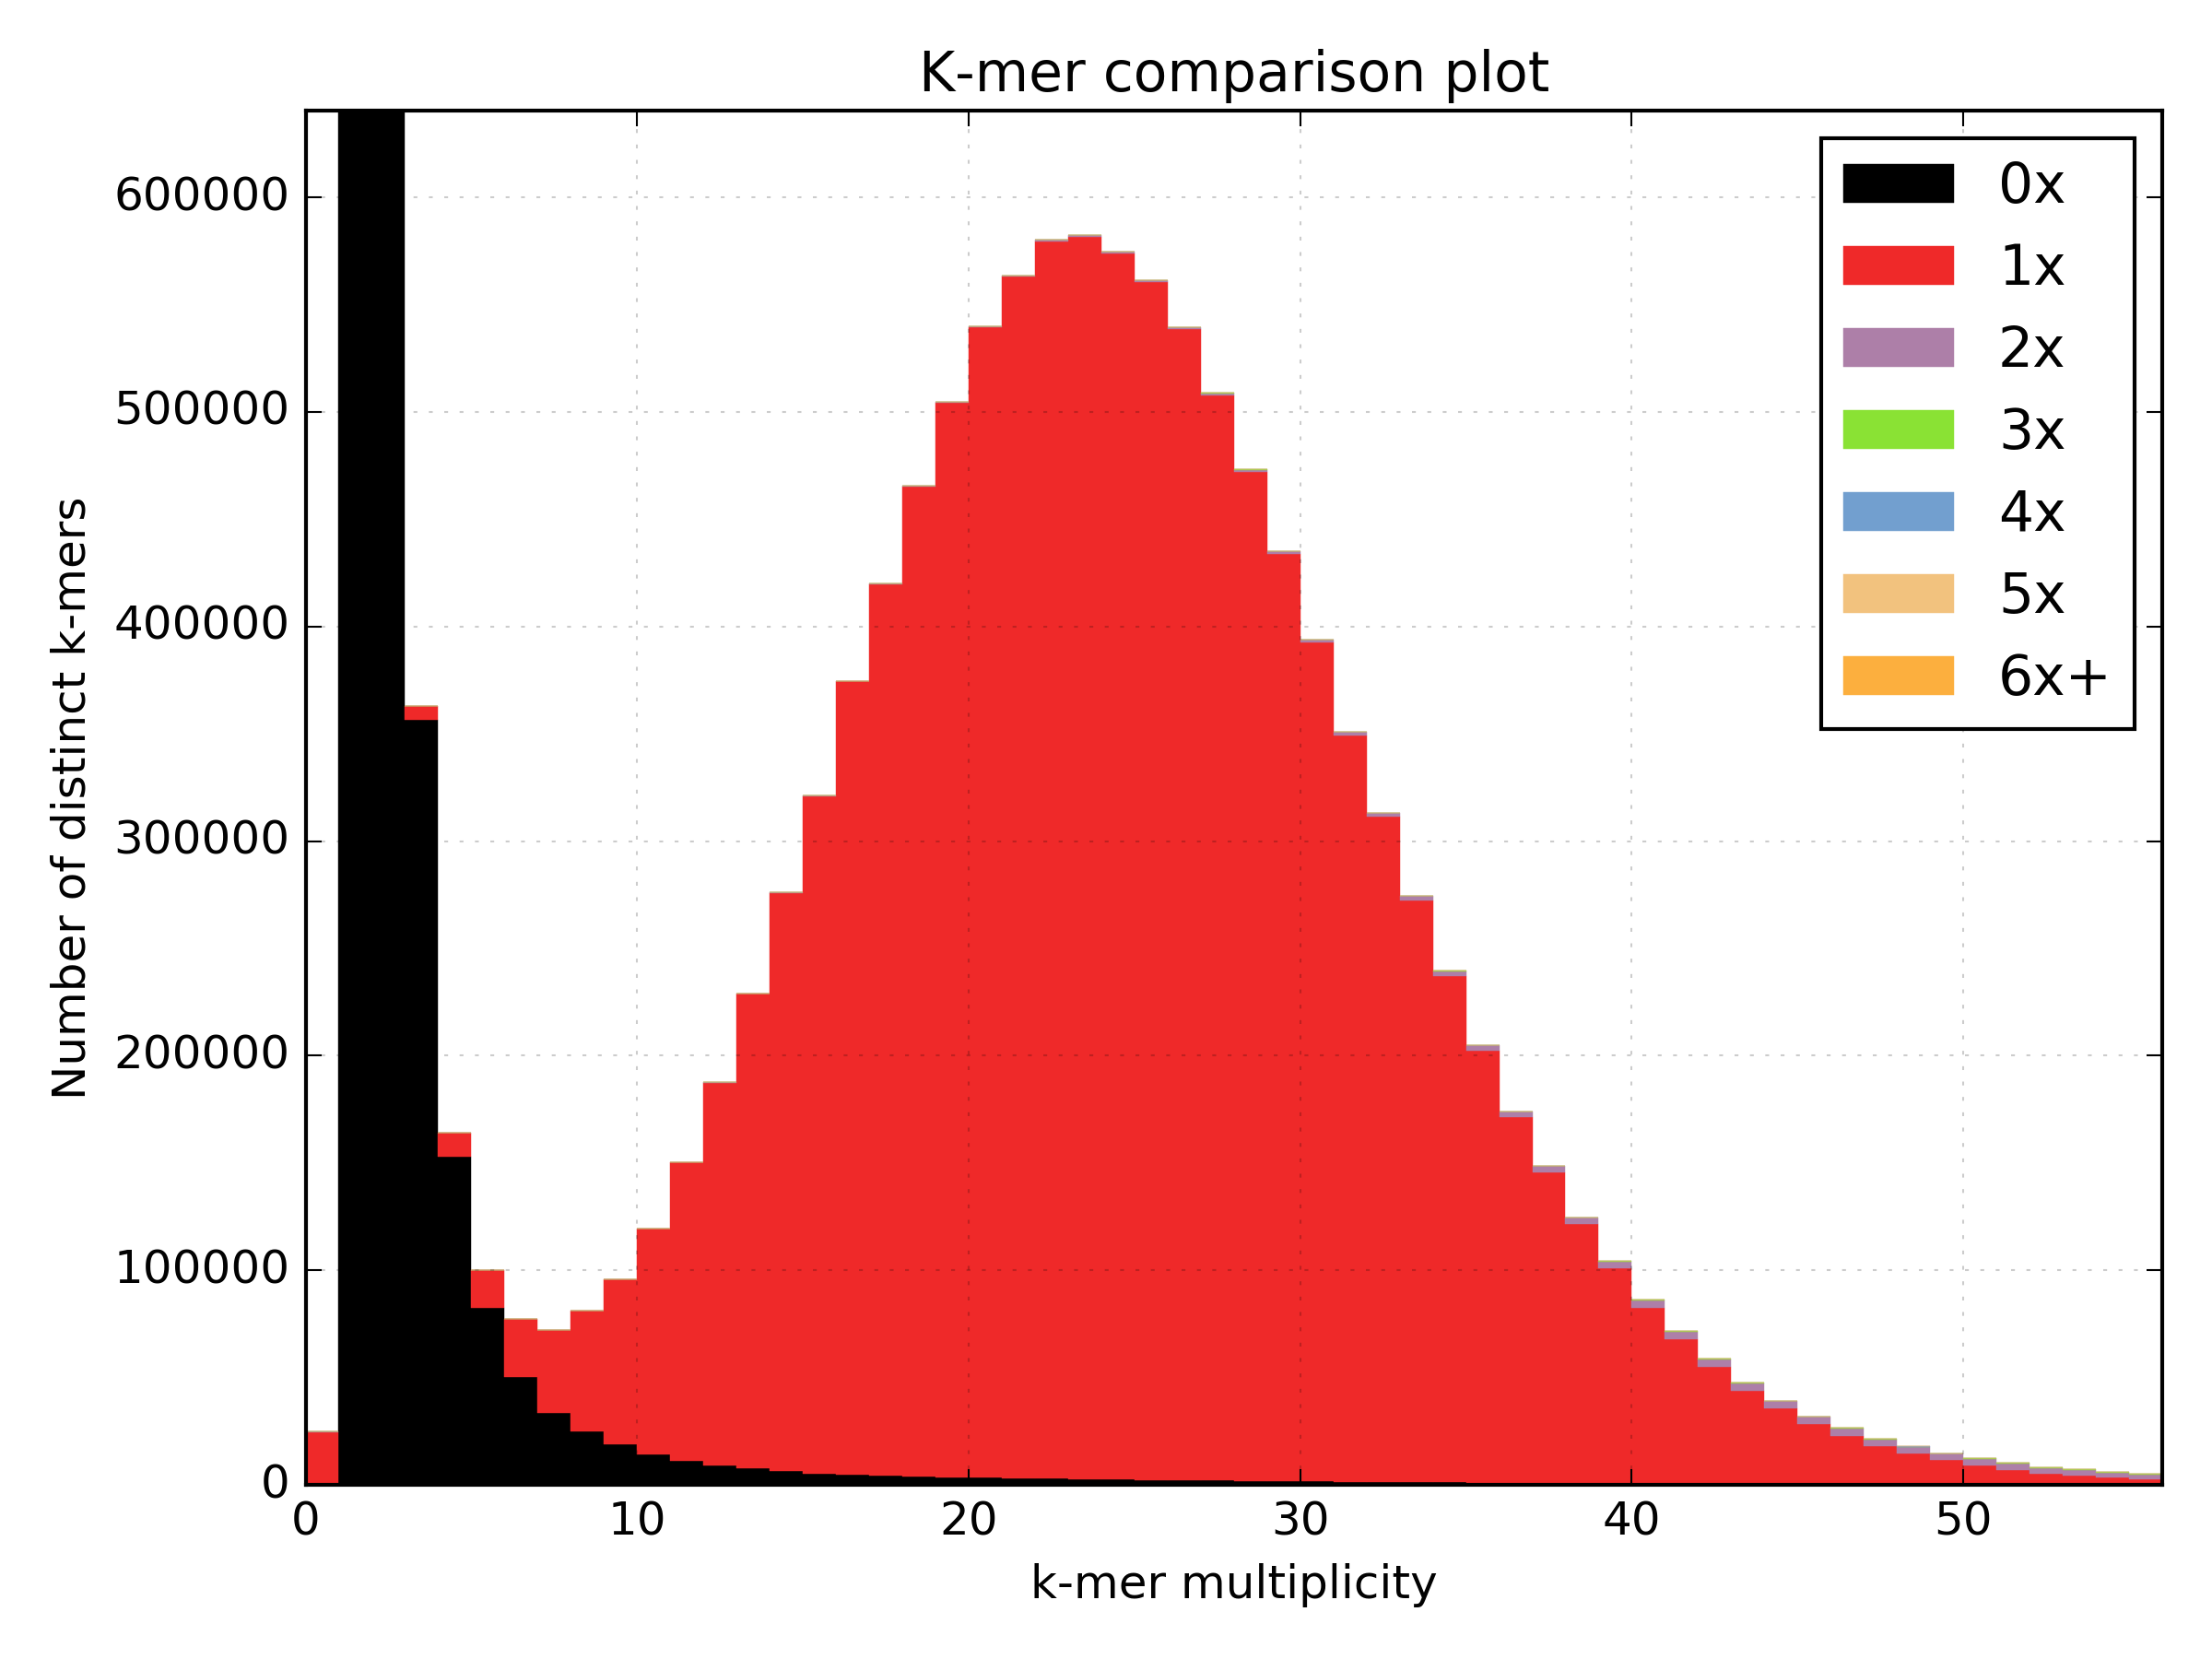 K-mer comparison plot
Number of distinct k-mers
600000
500000
400000
300000
200000
100000
0
0x
1x
2x
3x
4x
5x
6x+
0 10 20 30 40 50
k-mer multiplicity